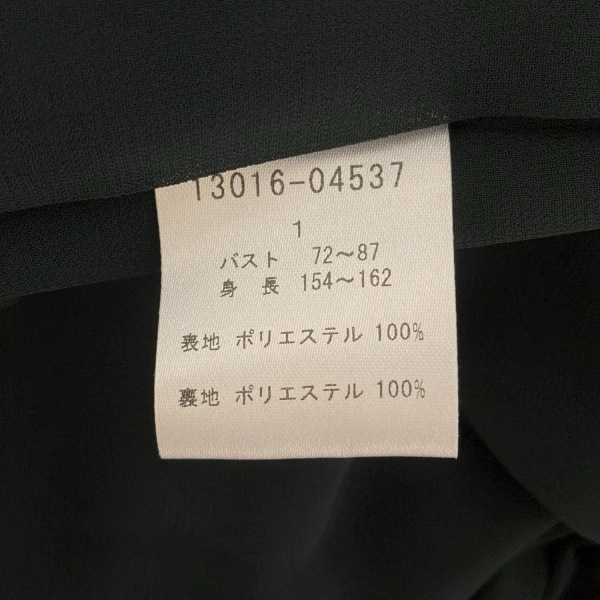 13016-04537
1
バスト 72～87
身長 154～162
表地 ポリエステル 100%
裏地 ポリエステル 100%